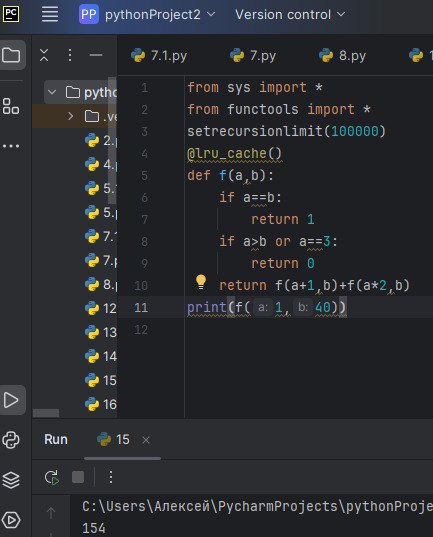 PC
PP pythonProject2 Version control
7.1.py 7.py 8.py 1
pytho
.ve
2.p
4.p
5.
5.p
7.1
7.p
8.p
12
13
14
15
16
1 from sys import *
2 from functools import *
3 setrecursionlimit(100000)
4 @lru_cache()
5 def f(a,b):
6 if a==b:
7 return 1
8 if a>b or a==3:
9 return 0
10 return f(a+1,b)+f(a*2,b)
11 print(f( a: 1, b: 40))
12
Run 15
C:\Users\Алексей\PycharmProjects\pythonProje
154